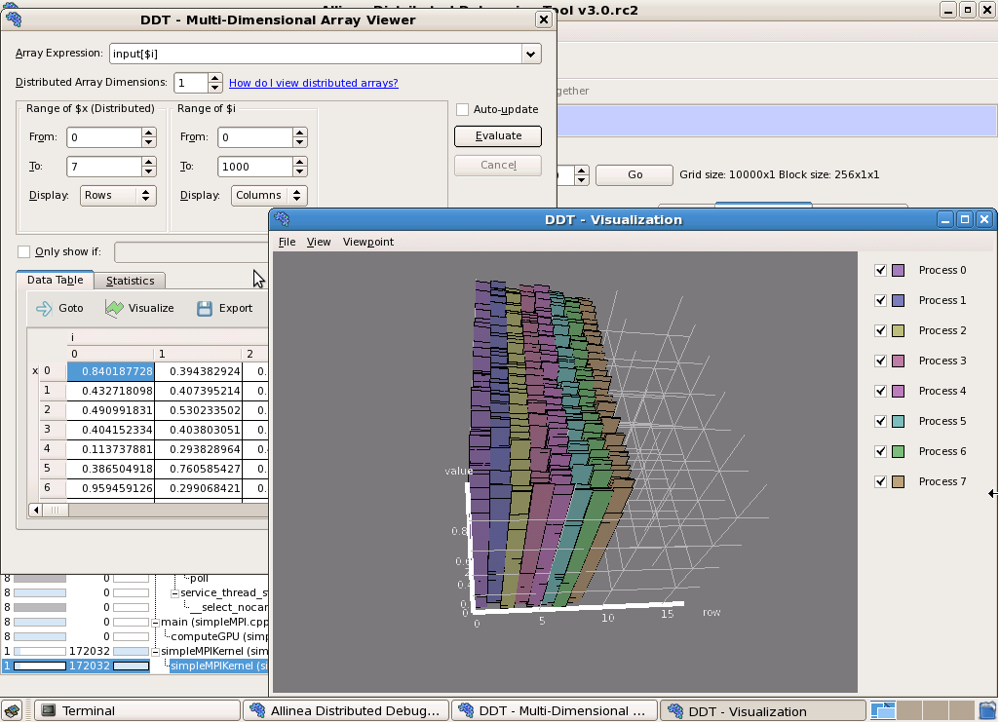 Tool v3.0.rc2
DDT - Multi-Dimensional Array Viewer
Array Expression: input[$i]
Distributed Array Dimensions: 1 How do I view distributed arrays?
gether
Range of $x (Distributed) Range of $i
Auto-update
From: 0 From: 0
Evaluate
To: 7 To: 1000
Cancel
Go Grid size: 10000x1 Block size: 256x1x1
Display: Rows Display: Columns
DDT - Visualization
File View Viewpoint
Only show if:
Data Table Statistics
Goto Visualize Export
i
0 1 2
x 0 0.840187728 0.394382924 0.
1 0.432718098 0.407395214 0.
2 0.490991831 0.530233502 0.
3 0.404152334 0.403803051 0.
4 0.113737881 0.293828964 0.
5 0.386504918 0.760585427 0.
6 0.959459126 0.299068421 0.
Process 0
Process 1
Process 2
Process 3
Process 4
Process 5
Process 6
Process 7
value
0.8
0
0 5 10 15 row
8 0 poll
8 0 service_thread_s
8 0 __select_nocan
8 0 main (simpleMPI.cpp
8 0 computeGPU (simp
1 172032 simpleMPIKernel (sim
1 172032 simpleMPIKernel (si
Terminal Allinea Distributed Debug... DDT - Multi-Dimensional ... DDT - Visualization